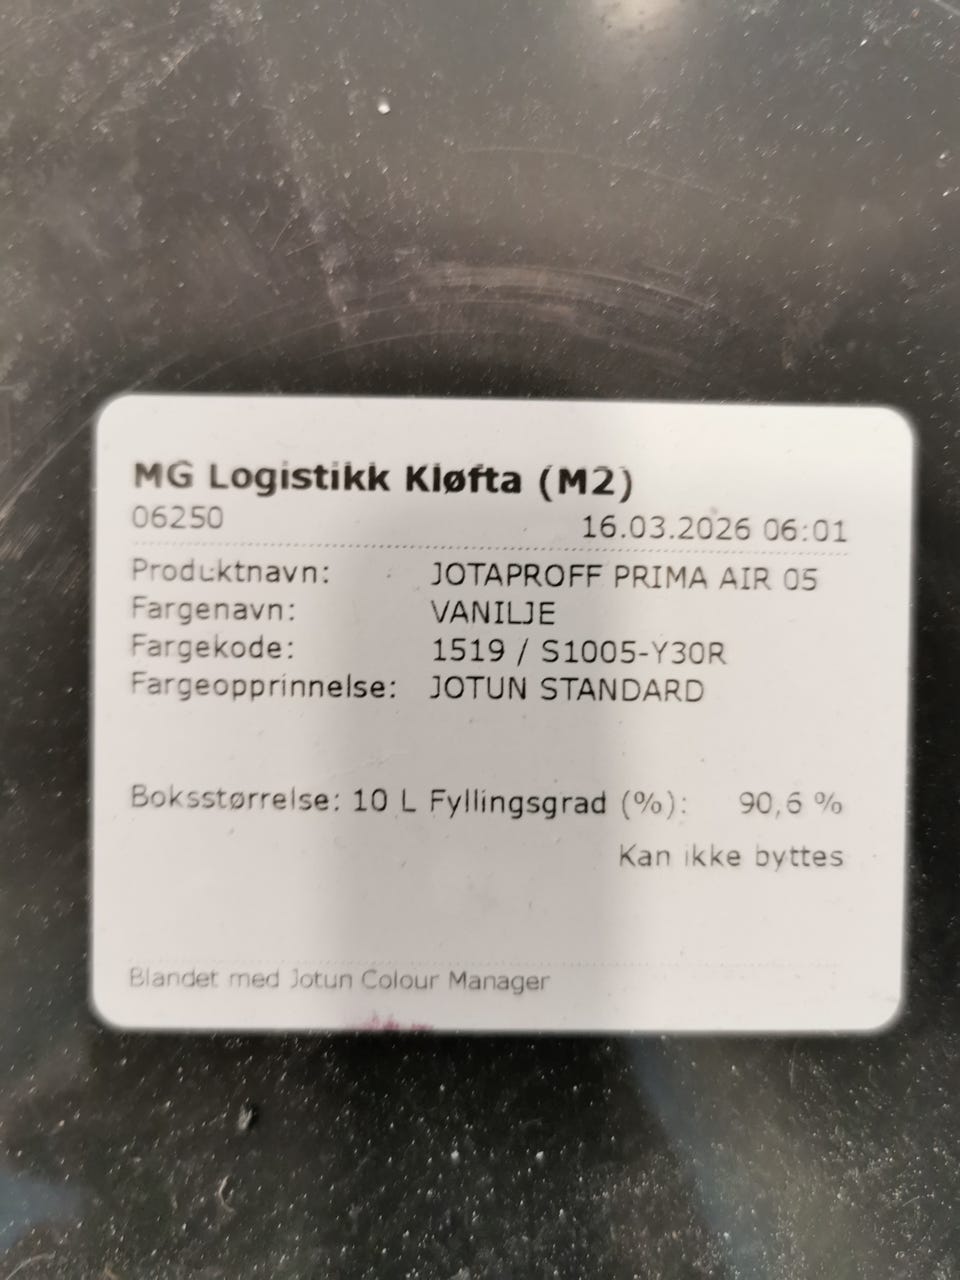 MG Logistikk Kløfta (M2)
06250 16.03.2026 06:01
Produktnavn: JOTAPROFF PRIMA AIR 05
Fargenavn: VANILJE
Fargekode: 1519 / S1005-Y30R
Fargeopprinnelse: JOTUN STANDARD
Boksstørrelse: 10 L Fyllingsgrad (%): 90,6 %
Kan ikke byttes
Blandet med Jotun Colour Manager